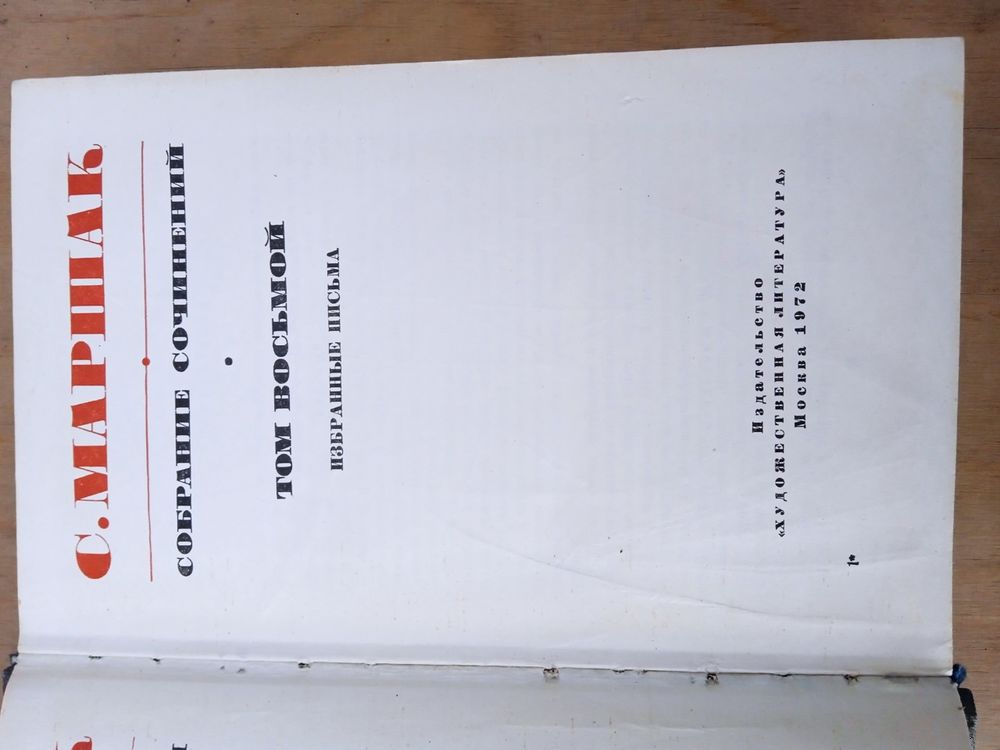 С. МАРШАК
СОБРАНИЕ СОЧИНЕНИЙ
ТОМ ВОСЬМОЙ
ИЗБРАННЫЕ ПИСЬМА
Издательство
«ХУДОЖЕСТВЕННАЯ ЛИТЕРАТУРА»
Москва 1972
1*